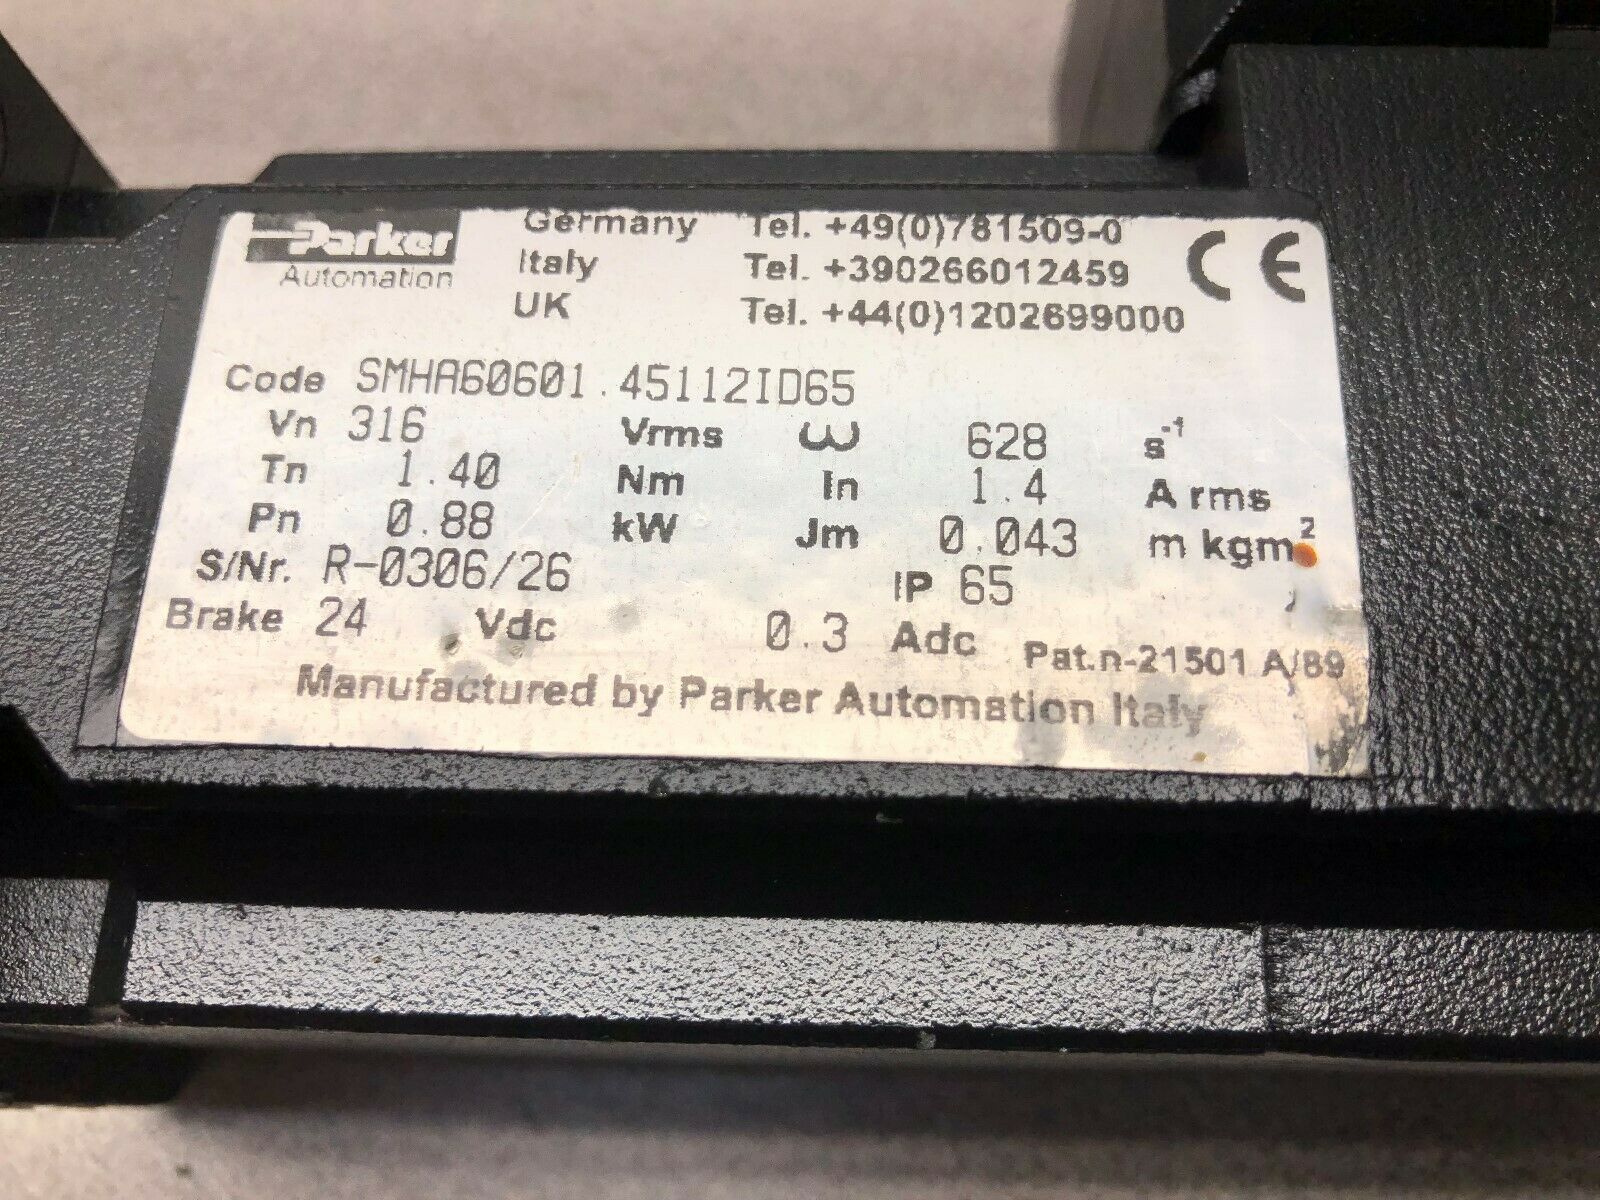 Parker Germany Tel. +49(0)781509-0 CE
Automation Italy Tel. +390266012459
UK Tel. +44(0)1202699000
Code SMHA60601.45112ID65
Vn 316 Vrms ω 628 s-1
Tn 1.40 Nm In 1.4 A rms
Pn 0.88 kW Jm 0.043 m kgm2
S/Nr. R-0306/26 IP 65
Brake 24 Vdc 0.3 Adc Pat.n-21501 A/89
Manufactured by Parker Automation Italy